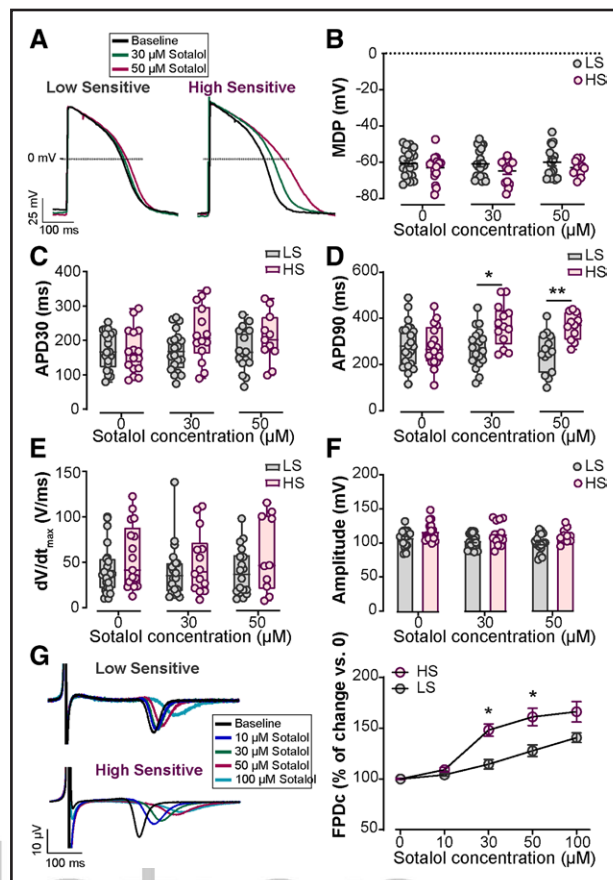 A
Baseline
30 µM Sotalol
50 µM Sotalol
Low Sensitive
High Sensitive
0 mV
25 mV
100 ms
B
LS
HS
MDP (mV)
0
-20
-40
-60
-80
0
30
50
Sotalol concentration (µM)
C
LS
HS
APD30 (ms)
400
300
200
100
0
0
30
50
Sotalol concentration (µM)
D
LS
HS
APD90 (ms)
600
400
200
0
*
**
0
30
50
Sotalol concentration (µM)
E
LS
HS
dV/dtmax (V/ms)
150
100
50
0
0
30
50
Sotalol concentration (µM)
F
LS
HS
Amplitude (mV)
200
150
100
50
0
0
30
50
Sotalol concentration (µM)
G
Low Sensitive
High Sensitive
Baseline
10 µM Sotalol
30 µM Sotalol
50 µM Sotalol
100 µM Sotalol
10 µV
100 ms
HS
LS
FPDc (% of change vs. 0)
200
150
100
50
*
*
0
10
30
50
100
Sotalol concentration (µM)